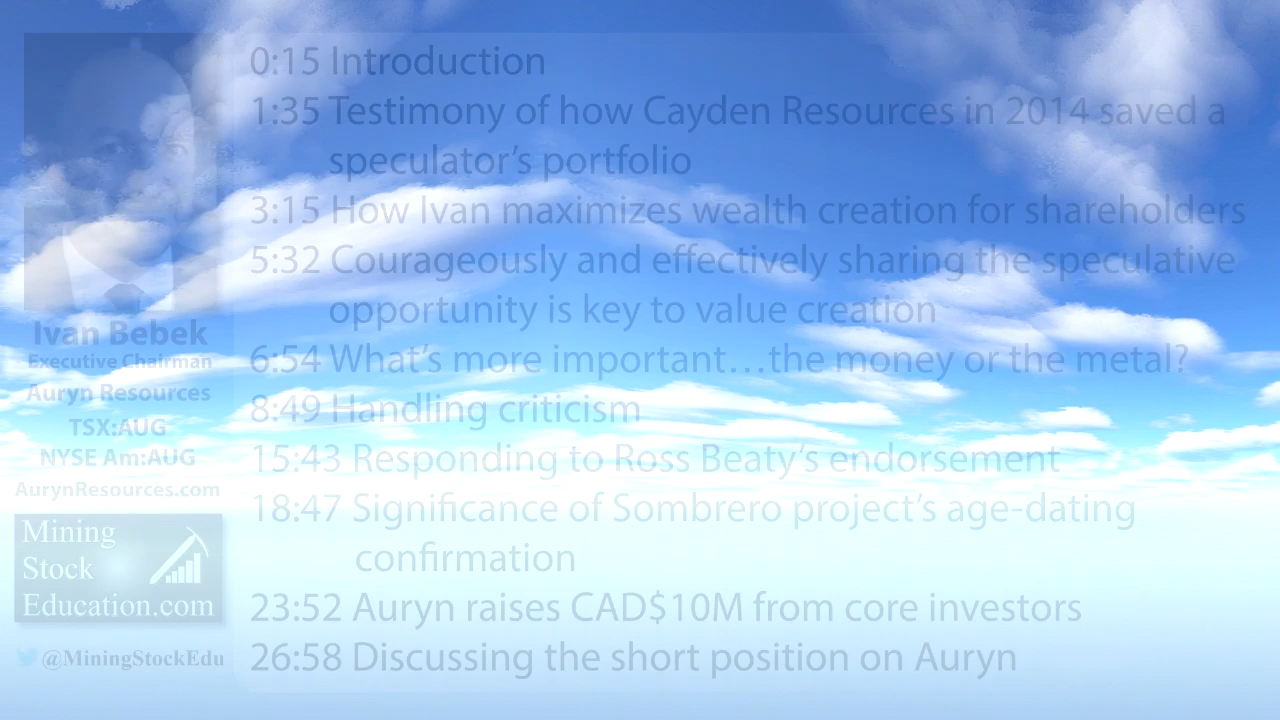 0:15 Introduction
1:35 Testimony of how Cayden Resources in 2014 saved a
speculator's portfolio
3:15 How Ivan maximizes wealth creation for shareholders
5:32 Courageously and effectively sharing the speculative
opportunity is key to value creation
6:54 What's more important…the money or the metal?
8:49 Handling criticism
15:43 Responding to Ross Beaty's endorsement
18:47 Significance of Sombrero project's age-dating
confirmation
23:52 Auryn raises CAD$10M from core investors
26:58 Discussing the short position on Auryn
Ivan Bebek
Executive Chairman
Auryn Resources
TSX:AUG
NYSE Am:AUG
AurynResources.com
Mining
Stock
Education.com
@MiningStockEdu